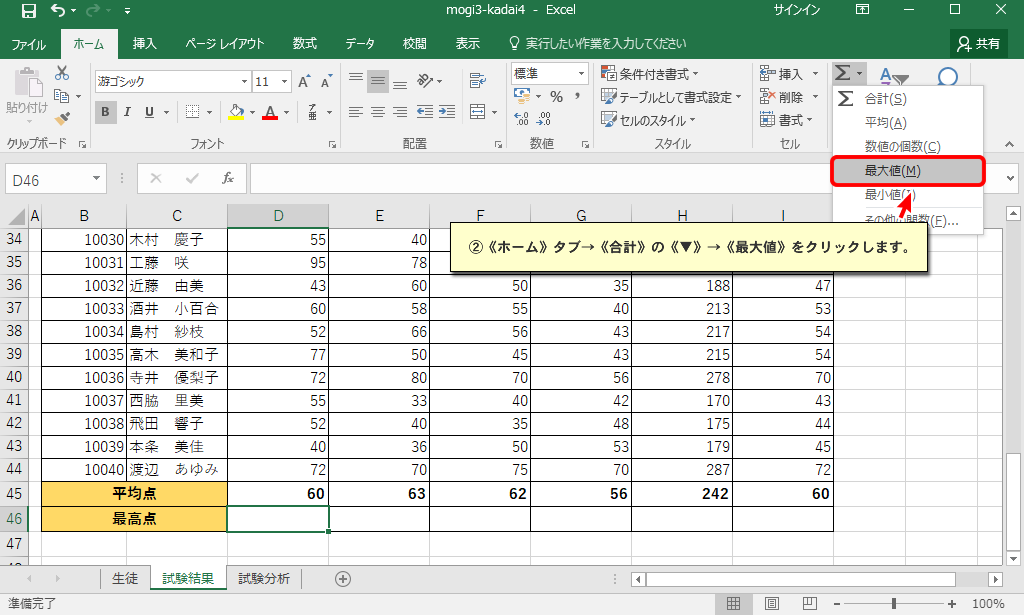 mogi3-kadai4 - Excel
サインイン
ファイル ホーム 挿入 ページ レイアウト 数式 データ 校閲 表示 実行したい作業を入力してください 共有
貼り付け
游ゴシック 11
標準
条件付き書式
テーブルとして書式設定
セルのスタイル
挿入
削除
書式
B I U
% ,
クリップボード フォント 配置 数値 スタイル セル
合計(S)
平均(A)
数値の個数(C)
最大値(M)
最小値(I)
その他の関数(F)...
D46
fx
②《ホーム》タブ→《合計》の《▼》→《最大値》をクリックします。
A B C D E F G H I
34 10030 木村 慶子 55 40
35 10031 工藤 咲 95 78
36 10032 近藤 由美 43 60 50 35 188 47
37 10033 酒井 小百合 60 58 55 40 213 53
38 10034 島村 紗枝 52 66 56 43 217 54
39 10035 高木 美和子 77 50 45 43 215 54
40 10036 寺井 優梨子 72 80 70 56 278 70
41 10037 西脇 里美 55 33 40 42 170 43
42 10038 飛田 響子 52 40 35 48 175 44
43 10039 本条 美佳 40 36 50 53 179 45
44 10040 渡辺 あゆみ 72 70 75 70 287 72
45 平均点 60 63 62 56 242 60
46 最高点
47
生徒 試験結果 試験分析
準備完了 100%